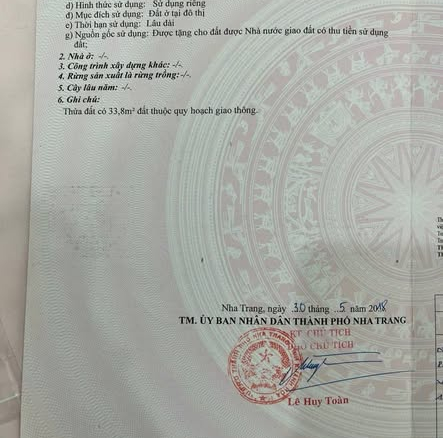 d) Hình thức sử dụng: Sử dụng riêng
đ) Mục đích sử dụng: Đất ở tại đô thị
e) Thời hạn sử dụng: Lâu dài
g) Nguồn gốc sử dụng: Được tặng cho đất được Nhà nước giao đất có thu tiền sử dụng
đất;
2. Nhà ở: -/-.
3. Công trình xây dựng khác: -/-.
4. Rừng sản xuất là rừng trồng: -/-.
5. Cây lâu năm: -/-.
6. Ghi chú:
Thửa đất có 33,8m² đất thuộc quy hoạch giao thông.
Nha Trang, ngày 30 tháng 5 năm 2018
TM. ỦY BAN NHÂN DÂN THÀNH PHỐ NHA TRANG
KT CHỦ TỊCH
PHÓ CHỦ TỊCH
Lê Huy Toàn